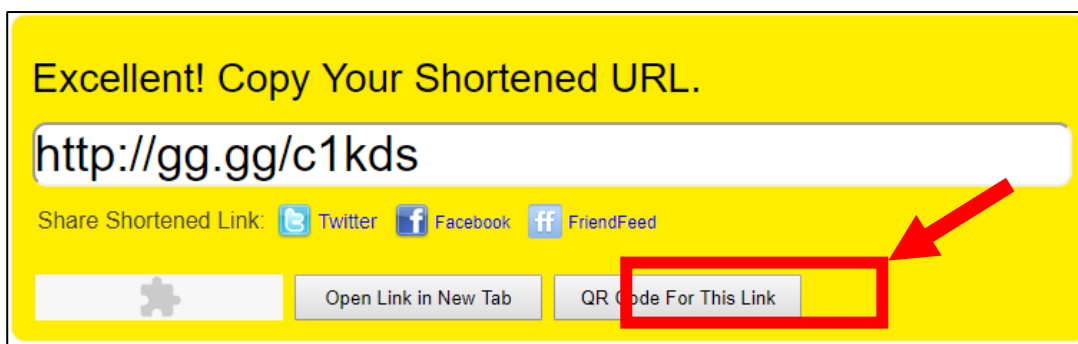 Excellent! Copy Your Shortened URL.
http://gg.gg/c1kds
Share Shortened Link: Twitter Facebook FriendFeed
Open Link in New Tab QR Code For This Link